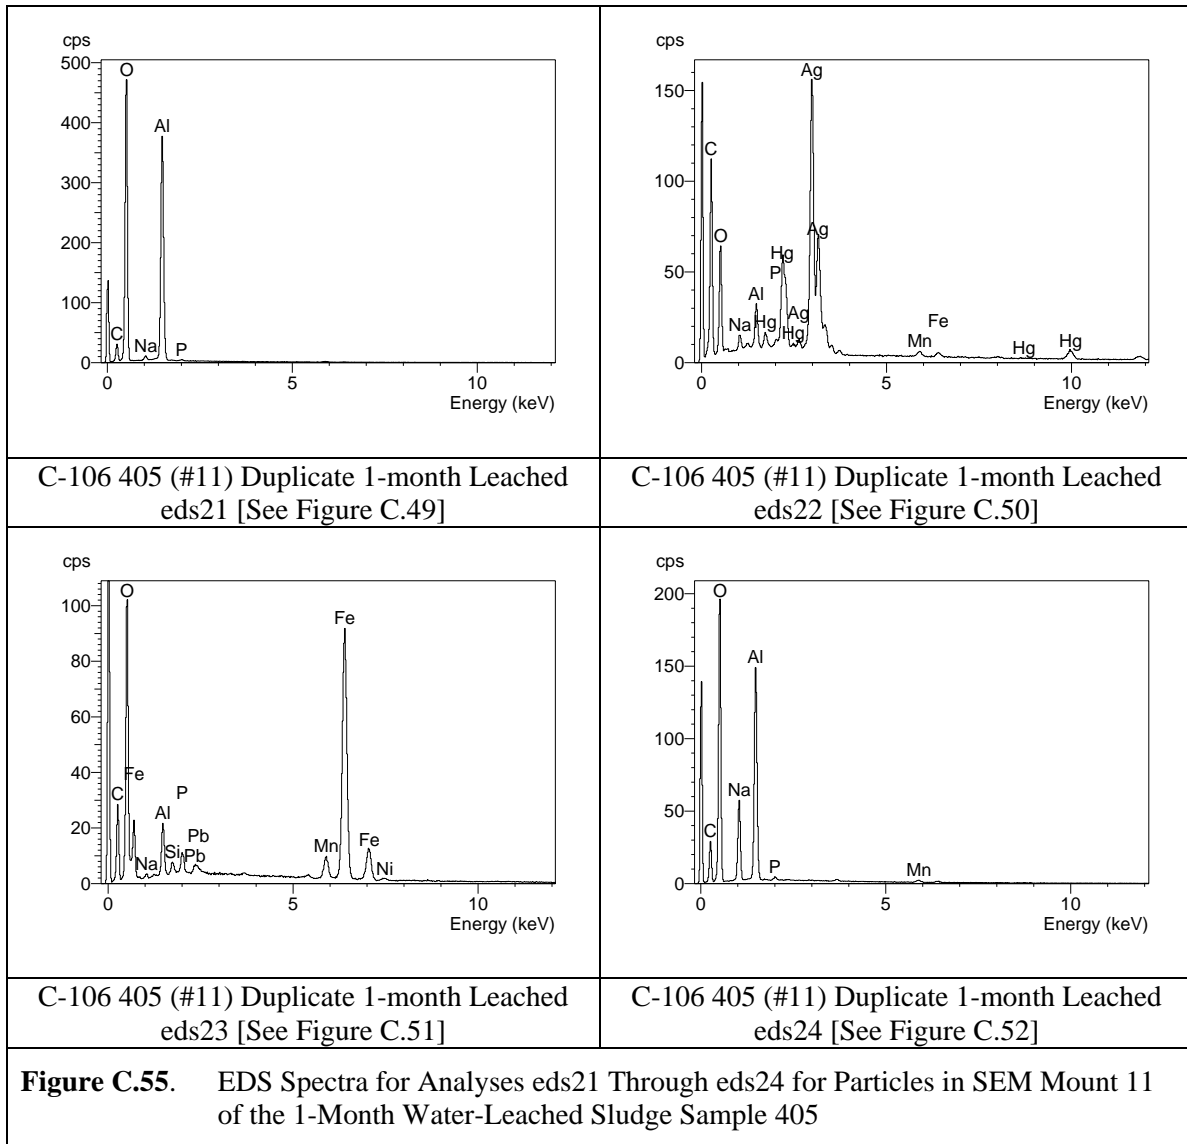 cps
500
400
300
200
100
0
O
Al
C
Na
P
0 5 10
Energy (keV)
C-106 405 (#11) Duplicate 1-month Leached
eds21 [See Figure C.49]
cps
150
100
50
0
Ag
C
O
Ag
Hg
P
Al
Ag
Na
Hg
Hg
Fe
Mn
Hg
Hg
0 5 10
Energy (keV)
C-106 405 (#11) Duplicate 1-month Leached
eds22 [See Figure C.50]
cps
100
80
60
40
20
0
O
Fe
Fe
C
P
Al
Pb
Na
Si
Pb
Mn
Fe
Ni
0 5 10
Energy (keV)
C-106 405 (#11) Duplicate 1-month Leached
eds23 [See Figure C.51]
cps
200
150
100
50
0
O
Al
Na
C
P
Mn
0 5 10
Energy (keV)
C-106 405 (#11) Duplicate 1-month Leached
eds24 [See Figure C.52]
Figure C.55. EDS Spectra for Analyses eds21 Through eds24 for Particles in SEM Mount 11
of the 1-Month Water-Leached Sludge Sample 405